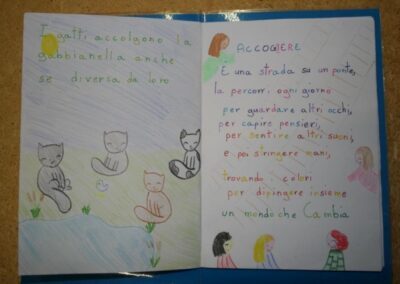 I gatti accolgono la
gabbianella anche
se diversa da loro
ACCOGIERE
È una strada su un ponte,
la percorri ogni giorno
per guardare altri occhi,
per capire pensieri,
per sentire altri suoni,
e poi stringere mani,
trovando colori
per dipingere insieme
un mondo che Cambia